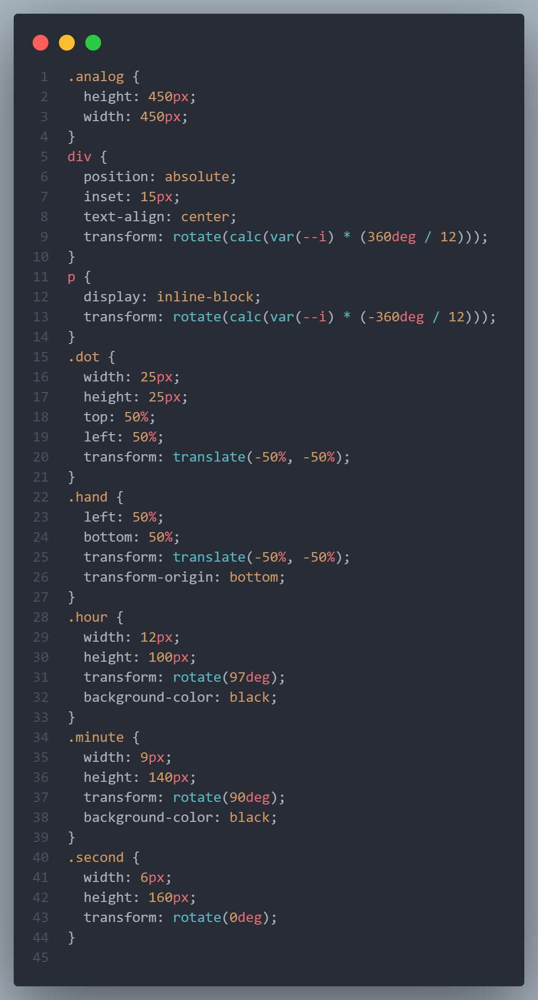 1 .analog {
2   height: 450px;
3   width: 450px;
4 }
5 div {
6   position: absolute;
7   inset: 15px;
8   text-align: center;
9   transform: rotate(calc(var(--i) * (360deg / 12)));
10 }
11 p {
12   display: inline-block;
13   transform: rotate(calc(var(--i) * (-360deg / 12)));
14 }
15 .dot {
16   width: 25px;
17   height: 25px;
18   top: 50%;
19   left: 50%;
20   transform: translate(-50%, -50%);
21 }
22 .hand {
23   left: 50%;
24   bottom: 50%;
25   transform: translate(-50%, -50%);
26   transform-origin: bottom;
27 }
28 .hour {
29   width: 12px;
30   height: 100px;
31   transform: rotate(97deg);
32   background-color: black;
33 }
34 .minute {
35   width: 9px;
36   height: 140px;
37   transform: rotate(90deg);
38   background-color: black;
39 }
40 .second {
41   width: 6px;
42   height: 160px;
43   transform: rotate(0deg);
44 }
45